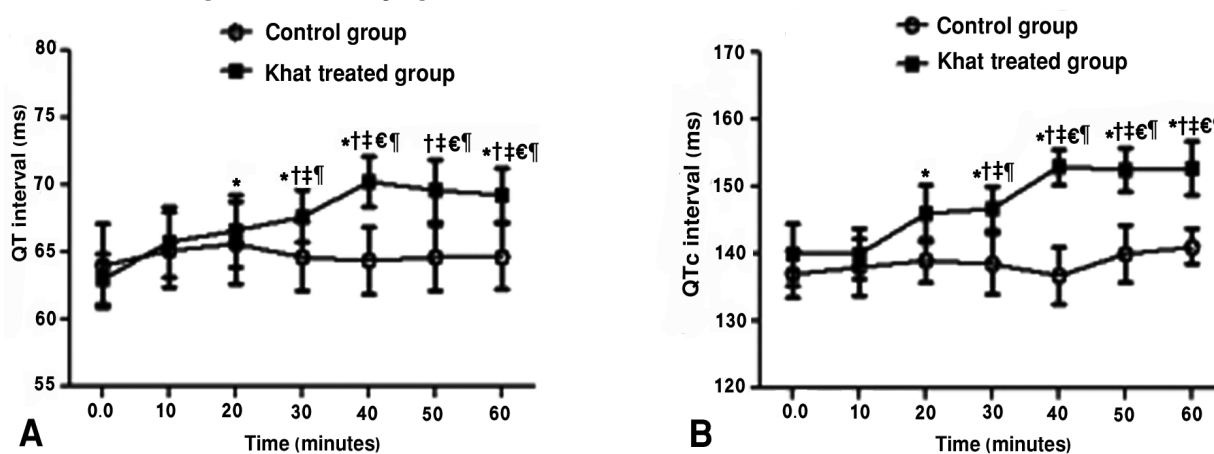 Control group
Khat treated group
80
75
70
65
60
55
QT interval (ms)
*
*†‡¶
*†‡€¶
†‡€¶
*†‡€¶
0.0 10 20 30 40 50 60
Time (minutes)
A
Control group
Khat treated group
170
160
150
140
130
120
QTc interval (ms)
*
*†‡¶
*†‡€¶
*†‡€¶
*†‡€¶
0.0 10 20 30 40 50 60
Time (minutes)
B